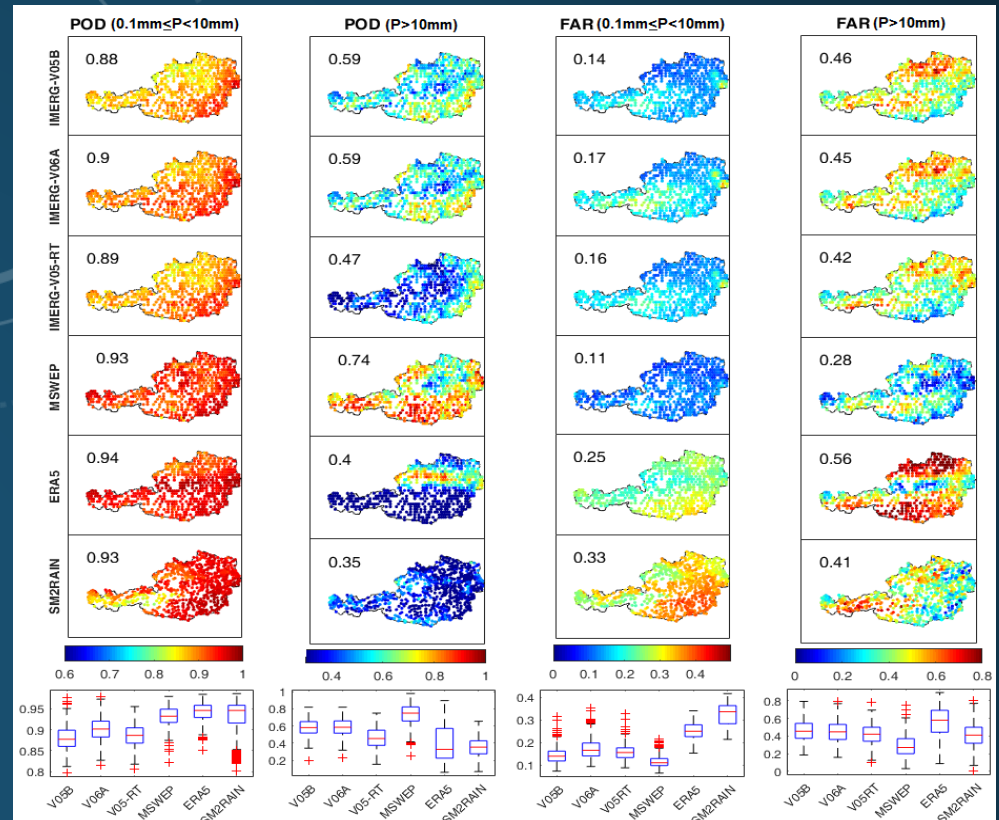 POD (0.1mm≤P<10mm) POD (P>10mm) FAR (0.1mm≤P<10mm) FAR (P>10mm)
IMERG-V05B 0.88 0.59 0.14 0.46
IMERG-V06A 0.9 0.59 0.17 0.45
IMERG-V05-RT 0.89 0.47 0.16 0.42
MSWEP 0.93 0.74 0.11 0.28
ERA5 0.94 0.4 0.25 0.56
SM2RAIN 0.93 0.35 0.33 0.41
0.6 0.7 0.8 0.9 1 0.4 0.6 0.8 1 0 0.1 0.2 0.3 0.4 0 0.2 0.4 0.6 0.8
0.95 0.9 0.85 0.8
1 0.8 0.6 0.4 0.2
0.4 0.3 0.2 0.1
0.8 0.6 0.4 0.2 0
V05B V06A V05-RT MSWEP ERA5 SM2RAIN V05B V06A V05-RT MSWEP ERA5 SM2RAIN V05B V06A V05RT MSWEP ERA5 SM2RAIN V05B V06A V05RT MSWEP ERA5 SM2RAIN